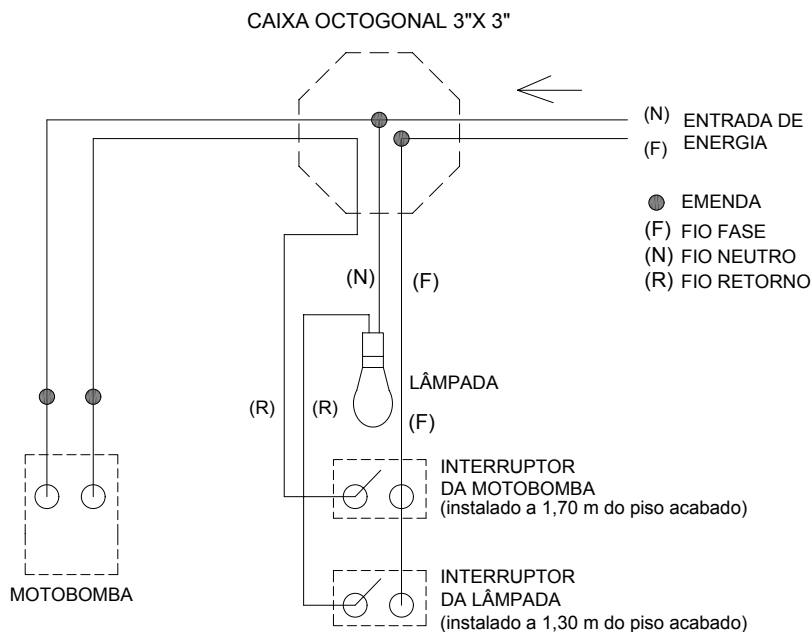 CAIXA OCTOGONAL 3"X 3"
(N) ENTRADA DE
(F) ENERGIA
EMENDA
(F) FIO FASE
(N) FIO NEUTRO
(R) FIO RETORNO
(N)
(F)
LÂMPADA
(R)
(R)
(F)
INTERRUPTOR
DA MOTOBOMBA
(instalado a 1,70 m do piso acabado)
MOTOBOMBA
INTERRUPTOR
DA LÂMPADA
(instalado a 1,30 m do piso acabado)